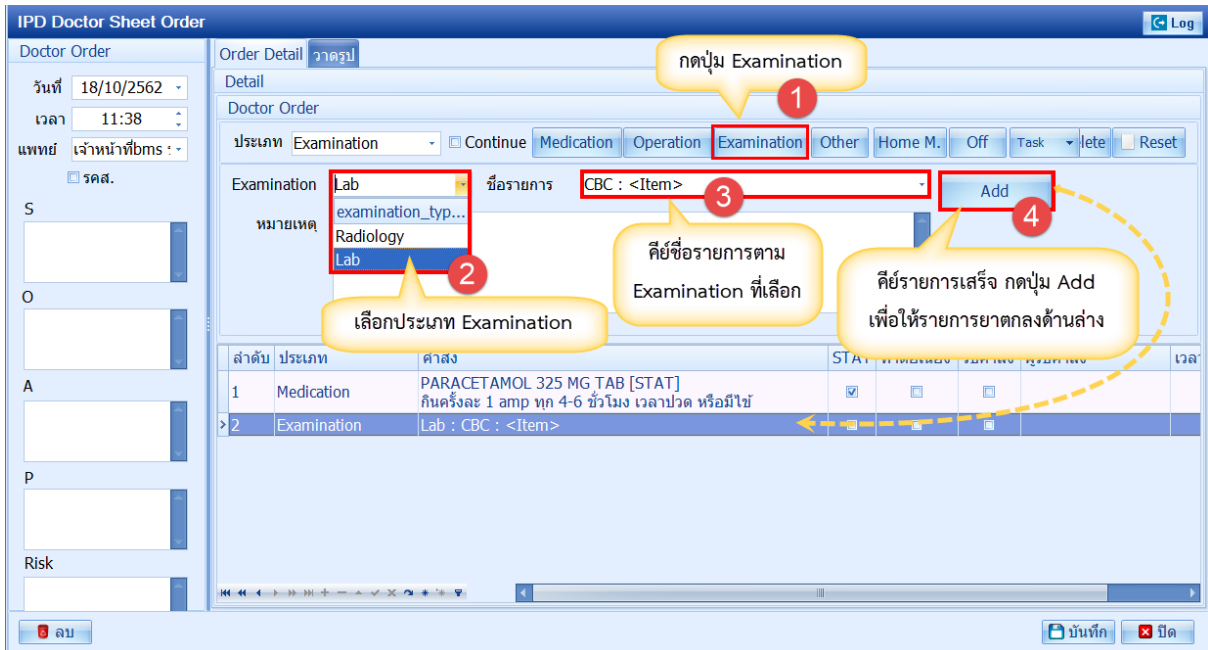 IPD Doctor Sheet Order
Log
Doctor Order
วันที่ 18/10/2562
เวลา 11:38
แพทย์ เจ้าหน้าที่bms
รคส.
S
O
A
P
Risk
Order Detail วาดรูป
Detail
Doctor Order
กดปุ่ม Examination
1
ประเภท Examination Continue Medication Operation Examination Other Home M. Off Task lete Reset
Examination Lab ชื่อรายการ CBC : <Item> Add
3
4
หมายเหตุ
examination_typ...
Radiology
Lab
2
เลือกประเภท Examination
คีย์ชื่อรายการตาม
Examination ที่เลือก
คีย์รายการเสร็จ กดปุ่ม Add
เพื่อให้รายการยาตกลงด้านล่าง
ลำดับ ประเภท คำสั่ง STAT
1 Medication PARACETAMOL 325 MG TAB [STAT]
กินครั้งละ 1 amp ทุก 4-6 ชั่วโมง เวลาปวด หรือมีไข้
2 Examination Lab : CBC : <Item>
ลบ
บันทึก ปิด